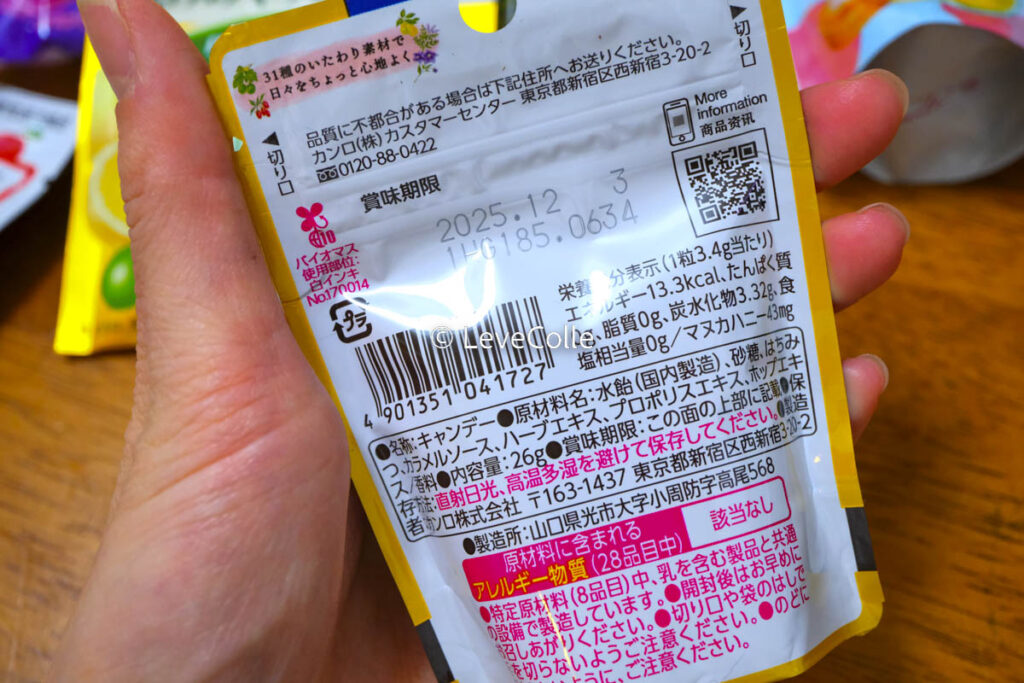 31種のいたわり素材で
日々をちょっと心地よく。
切り口
切り口
品質に不都合がある場合は下記住所へお送りください。
カンロ(株) カスタマーセンター 東京都新宿区西新宿3-20-2
0120-88-0422
More
information
商品资讯
賞味期限
2025.12 3
1HG185.0634
バイオマス
使用部位:
白インキ
No170014
プラ
栄養 分表示(1粒3.4g当たり)
エネルギー13.3kcal、たんぱく質
g、脂質0g、炭水化物3.32g、食
塩相当量0g/マヌカハニー43mg
© LeveColle
4 901351 041727
●名称:キャンデー●原材料名:水飴(国内製造)、砂糖、はちみ
つ、カラメルソース、ハーブエキス、プロポリスエキス、ホップエキ
ス/香料●内容量:26g●賞味期限:この面の上部に記載●保
存方法:直射日光、高温多湿を避けて保存してください。●製造
者:カンロ株式会社 〒163-1437 東京都新宿区西新宿3-20-2
●製造所:山口県光市大字小周防字高尾568
原材料に含まれる
アレルギー物質(28品目中)
該当なし
●特定原材料(8品目)中、乳を含む製品と共通
の設備で製造しています。●開封後はお早めに
お召しあがりください。●切り口や袋のはしで
を切らないようご注意ください。●のどに
ないように、ご注意ください。